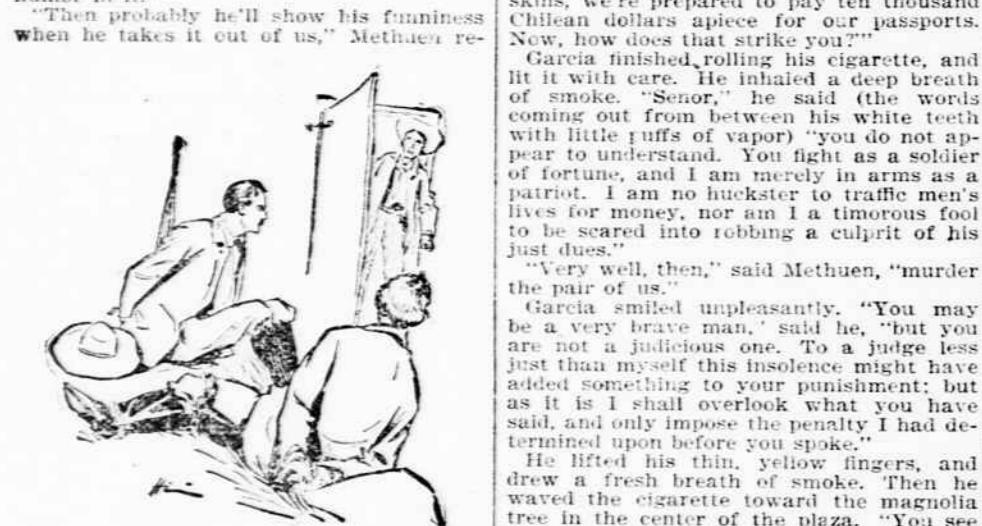 "Then probably he'll show his funniness
when he takes it out of us," Methuen re-
skins, we're prepared to pay ten thousand
Chilean dollars apiece for our passports.
Now, how does that strike you?'"
Garcia finished rolling his cigarette, and
lit it with care. He inhaled a deep breath
of smoke. "Senor," he said (the words
coming out from between his white teeth
with little puffs of vapor) "you do not ap-
pear to understand. You fight as a soldier
of fortune, and I am merely in arms as a
patriot. I am no huckster to traffic men's
lives for money, nor am I a timorous fool
to be scared into robbing a culprit of his
just dues."
"Very well, then," said Methuen, "murder
the pair of us."
Garcia smiled unpleasantly. "You may
be a very brave man,' said he, "but you
are not a judicious one. To a judge less
just than myself this insolence might have
added something to your punishment; but
as it is I shall overlook what you have
said, and only impose the penalty I had de-
termined upon before you spoke."
He lifted his thin, yellow fingers, and
drew a fresh breath of smoke. Then he
waved the cigarette toward the magnolia
tree in the center of the plaza. "You see